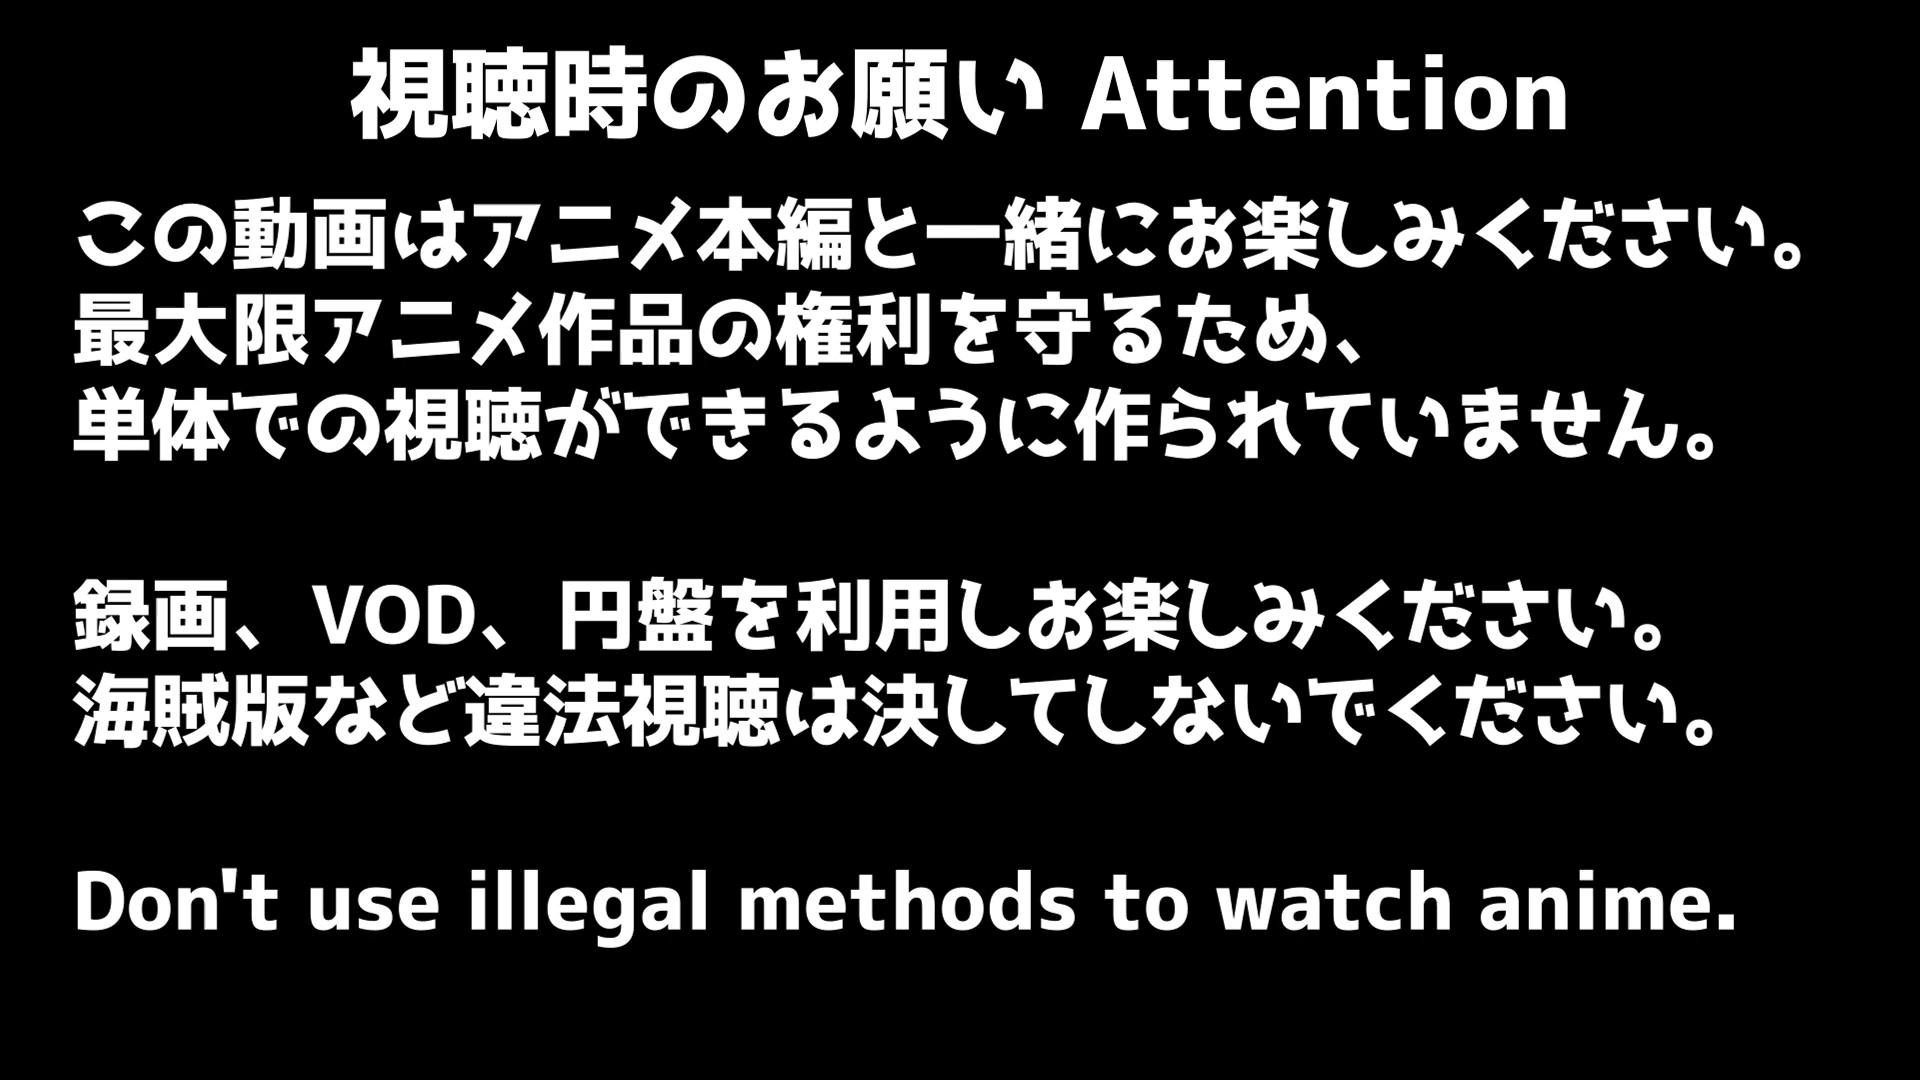 視聴時のお願い Attention
この動画はアニメ本編と一緒にお楽しみください。
最大限アニメ作品の権利を守るため、
単体での視聴ができるように作られていません。
録画、VOD、円盤を利用しお楽しみください。
海賊版など違法視聴は決してしないでください。
Don't use illegal methods to watch anime.